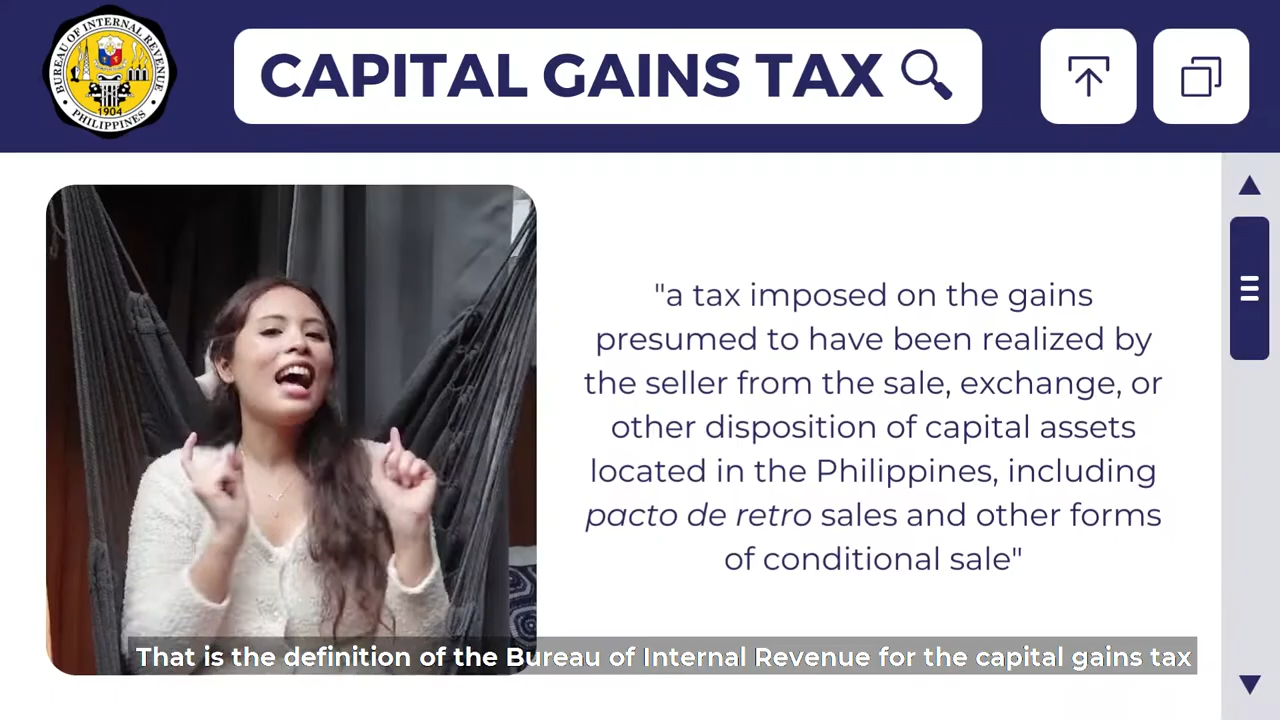 BUREAU OF INTERNAL REVENUE
1904
PHILIPPINES
CAPITAL GAINS TAX
"a tax imposed on the gains
presumed to have been realized by
the seller from the sale, exchange, or
other disposition of capital assets
located in the Philippines, including
pacto de retro sales and other forms
of conditional sale"
That is the definition of the Bureau of Internal Revenue for the capital gains tax